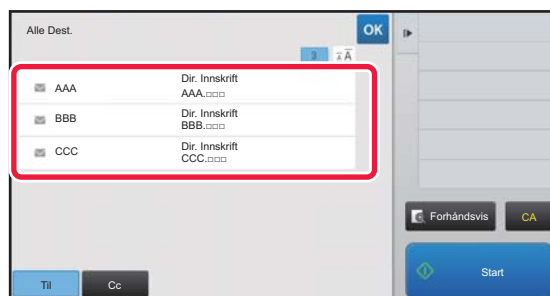 Alle Dest.
OK
3
AAA Dir. Innskrift
AAA.□□□
BBB Dir. Innskrift
BBB.□□□
CCC Dir. Innskrift
CCC.□□□
Forhåndsvis
CA
Til
Cc
Start